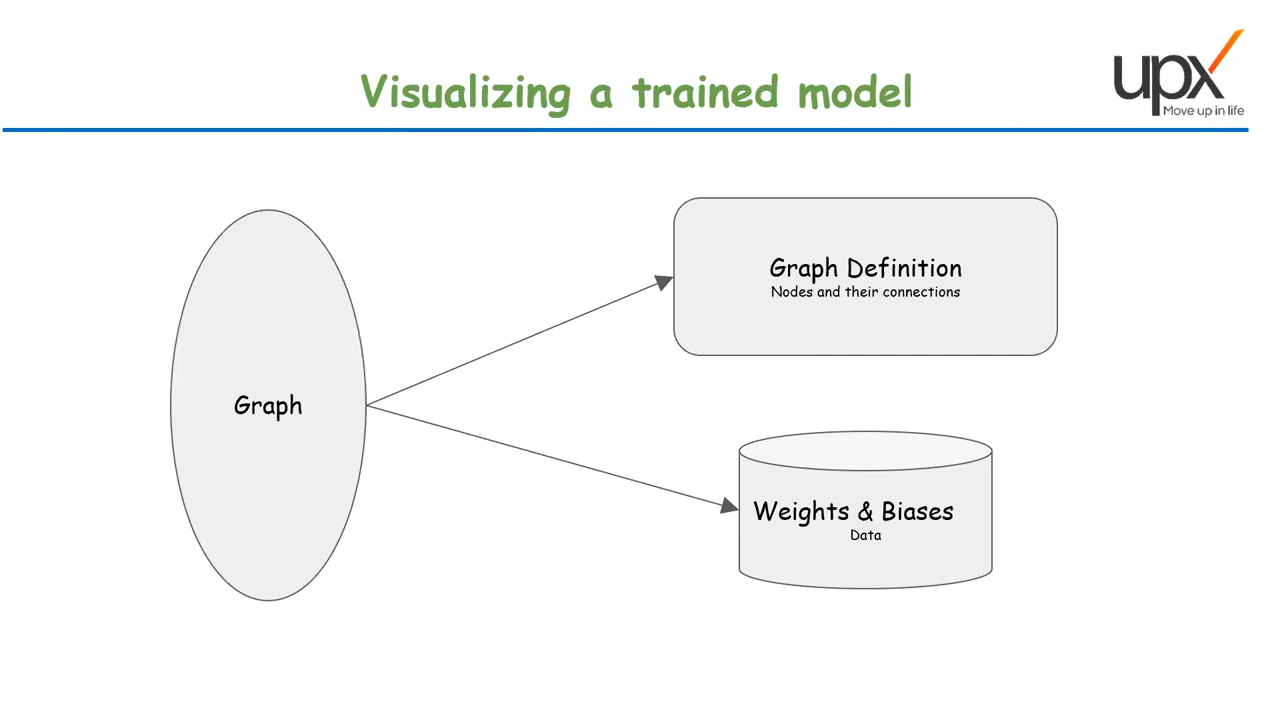 upx
Move up in life
Visualizing a trained model
Graph Definition
Nodes and their connections
Graph
Weights & Biases
Data